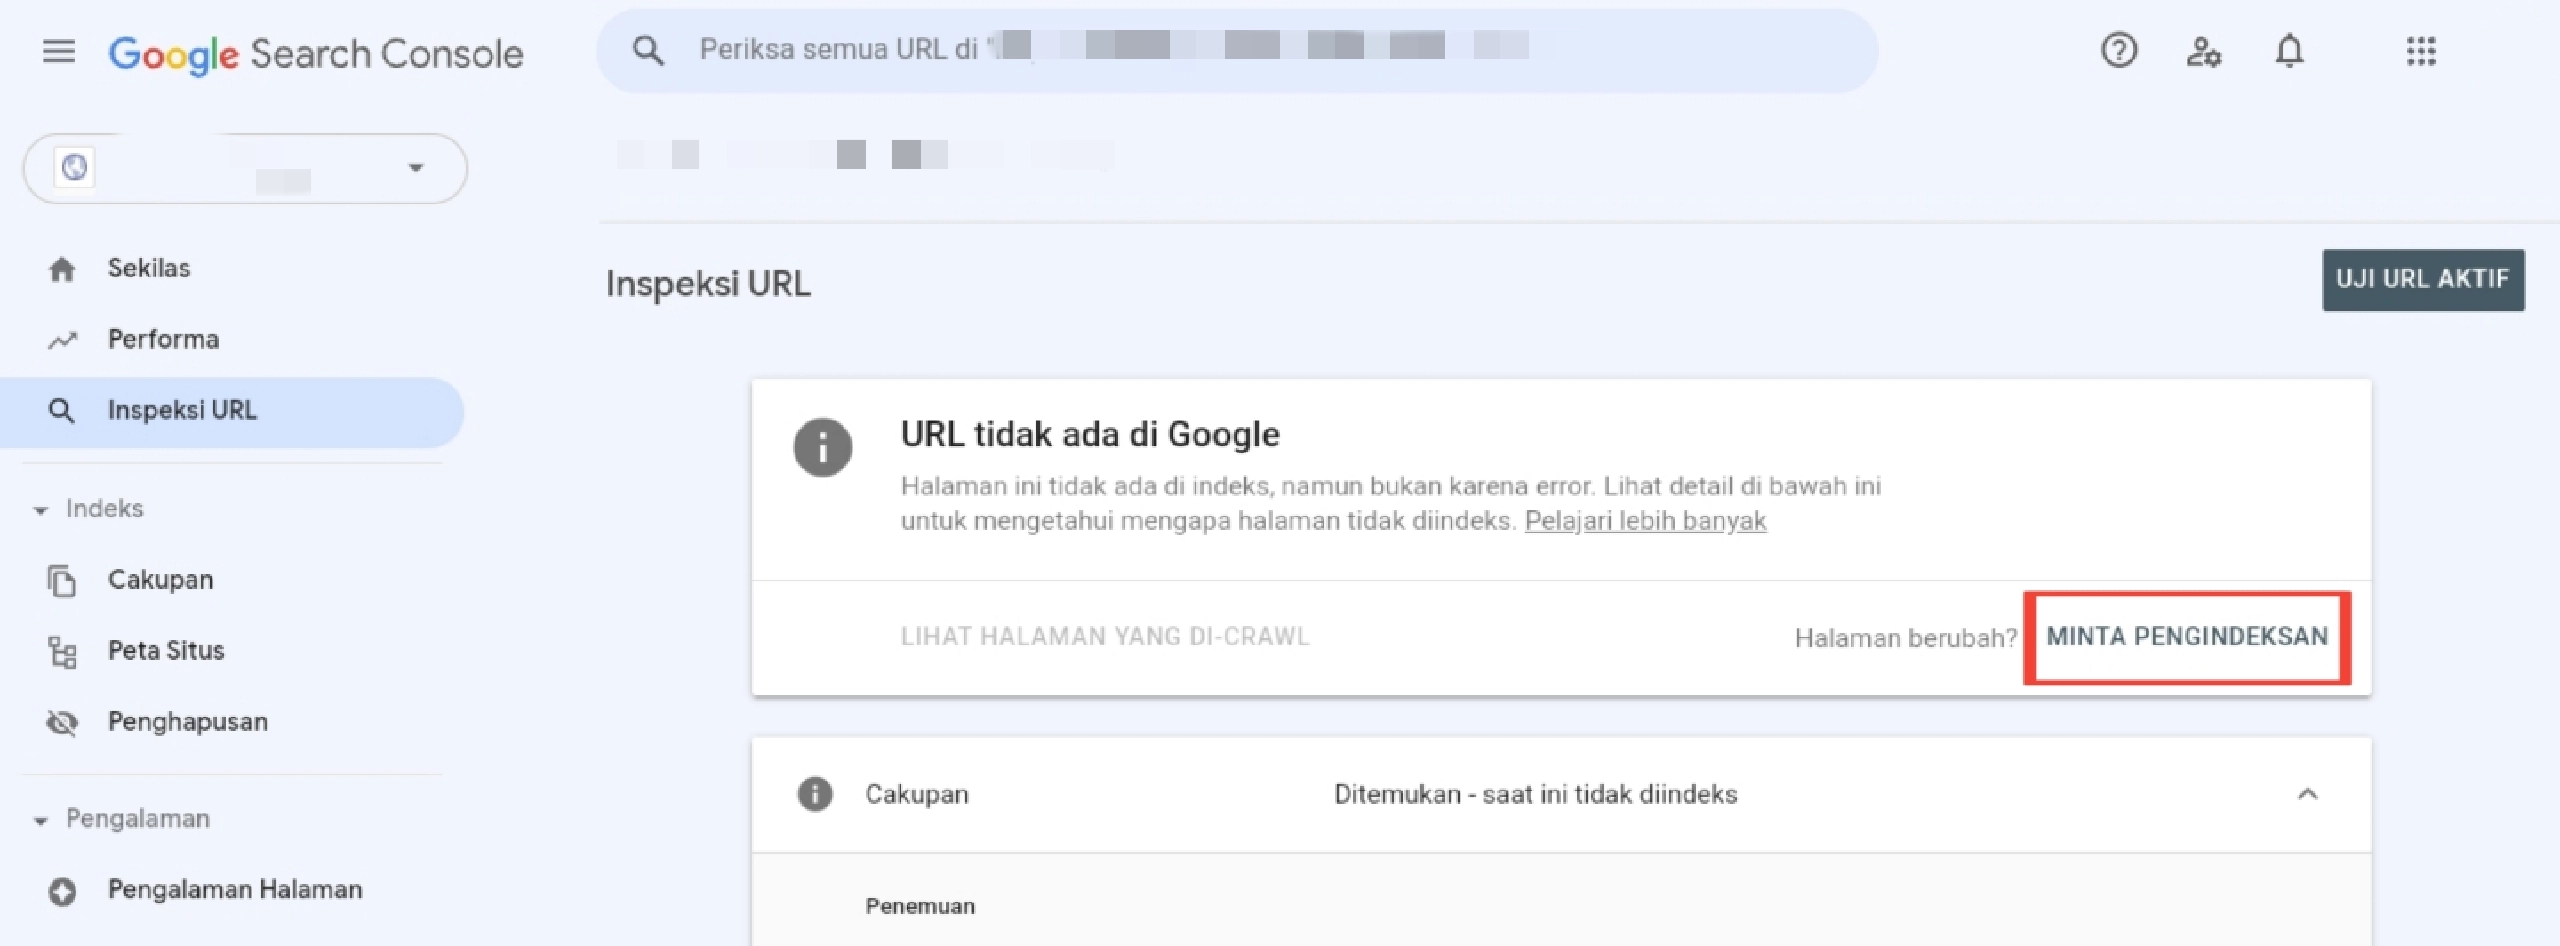 Google Search Console
Periksa semua URL di "
Sekilas
Performa
Inspeksi URL
Indeks
Cakupan
Peta Situs
Penghapusan
Pengalaman
Pengalaman Halaman
Inspeksi URL
UJI URL AKTIF
URL tidak ada di Google
Halaman ini tidak ada di indeks, namun bukan karena error. Lihat detail di bawah ini
untuk mengetahui mengapa halaman tidak diindeks. Pelajari lebih banyak
LIHAT HALAMAN YANG DI-CRAWL
Halaman berubah? MINTA PENGINDEKSAN
Cakupan
Ditemukan - saat ini tidak diindeks
Penemuan